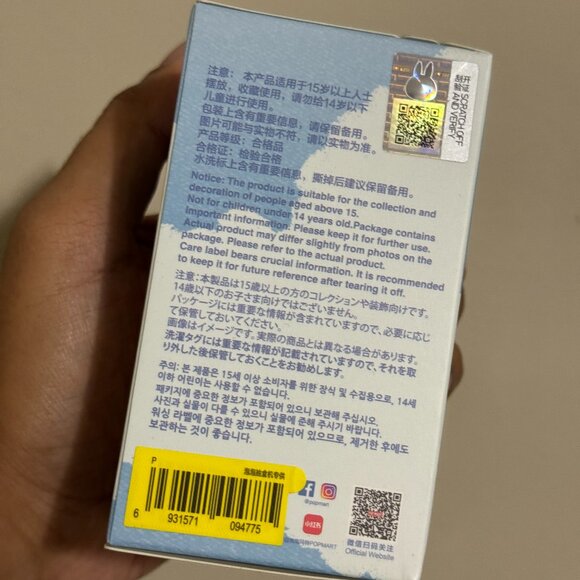 注意：本产品适用于15岁以上人士
摆放，收藏使用，请勿给14岁以下
儿童进行使用。
包装上含有重要信息，请保留备用。
图片可能与实物不符，请以实物为准。
产品等级：合格品
合格证：检验合格
水洗标上含有重要信息，撕掉后建议保留备用。
刮开
验证
SCRATCH OFF
AND VERIFY
Notice: The product is suitable for the collection and
decoration of people aged above 15.
Not for children under 14 years old.Package contains
Important information Please keep it for further use.
Actual product may differ slightly from photos on the
package. Please refer to the actual product.
Care label bears crucial information. It is recommended
to keep it for future reference after tearing it off.
注意：本製品は15歳以上の方のコレクションや装飾向けです。
14歳以下のお子さま向けではございません。
パッケージには重要な情報が含まれていますので、必要に応じ
て保管しておいてください。
画像はイメージです。実際の商品とは異なる場合があります。
洗濯タグには重要な情報が記載されていますので、それを取
り外した後保管しておくことをお勧めします。
주의: 본 제품은 15세 이상 소비자를 위한 장식 및 수집용으로, 14세
이하 어린이는 사용할 수 없습니다.
패키지에 중요한 정보가 포함되어 있으니 보관해 주십시오.
사진과 실물이 다를 수 있으니 실물에 준해 주시기 바랍니다.
워싱 라벨에 중요한 정보가 포함되어 있으므로, 제거한 후에도
보관하는 것이 좋습니다.
P
泡泡抽盒机专供
6 931571 094775
@popmart
小红书
POPMART
微信扫码关注
Official Website